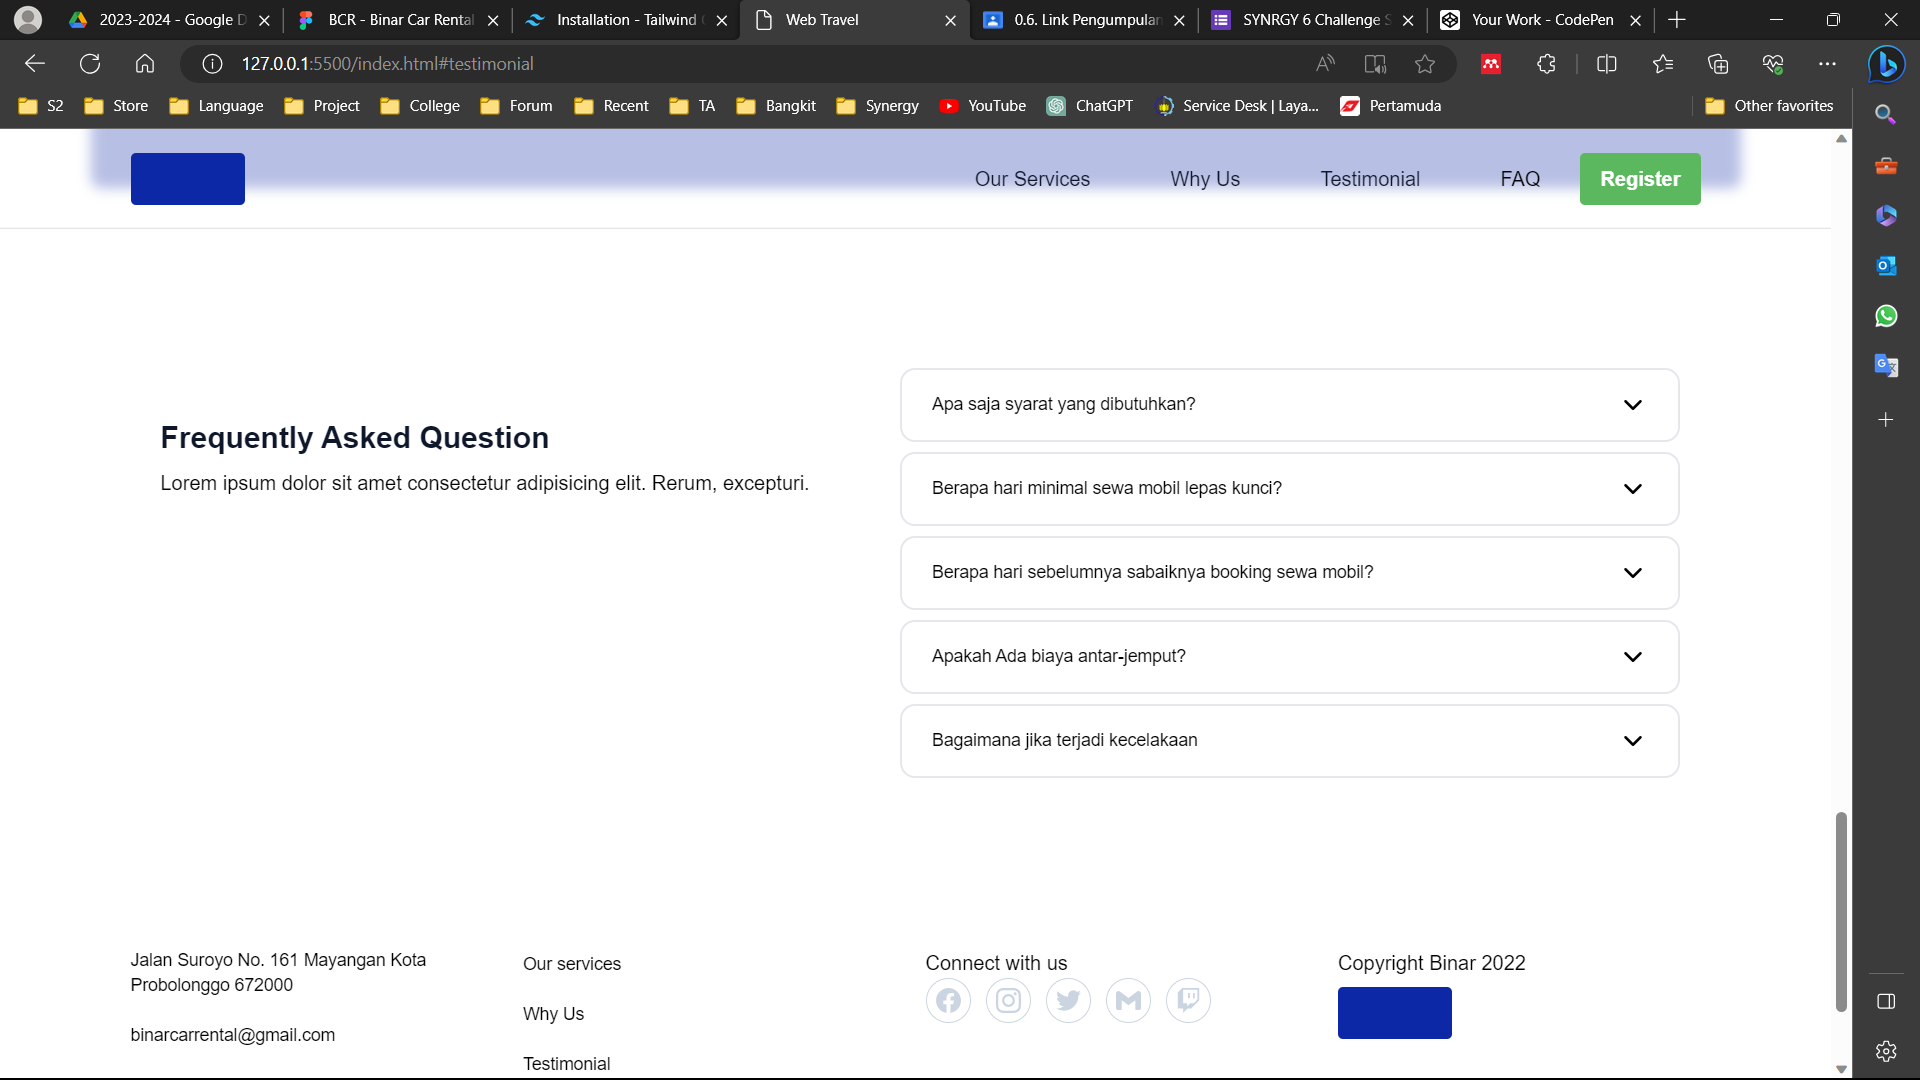 2023-2024 - Google D
BCR - Binar Car Rental
Installation - Tailwind
Web Travel
0.6. Link Pengumpulan
SYNRGY 6 Challenge S
Your Work - CodePen
127.0.0.1:5500/index.html#testimonial
S2
Store
Language
Project
College
Forum
Recent
TA
Bangkit
Synergy
YouTube
ChatGPT
Service Desk | Laya...
Pertamuda
Other favorites
Our Services
Why Us
Testimonial
FAQ
Register
Frequently Asked Question
Lorem ipsum dolor sit amet consectetur adipisicing elit. Rerum, excepturi.
Apa saja syarat yang dibutuhkan?
Berapa hari minimal sewa mobil lepas kunci?
Berapa hari sebelumnya sabaiknya booking sewa mobil?
Apakah Ada biaya antar-jemput?
Bagaimana jika terjadi kecelakaan
Jalan Suroyo No. 161 Mayangan Kota
Probolonggo 672000
binarcarrental@gmail.com
Our services
Why Us
Testimonial
Connect with us
Copyright Binar 2022